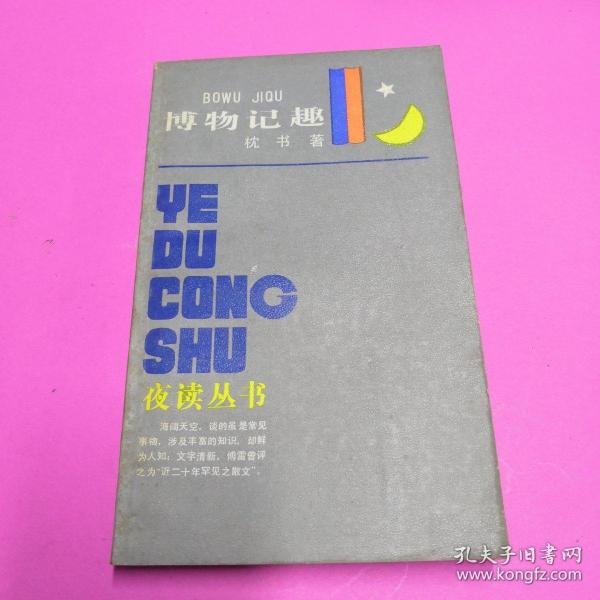 BOWU JIQU
博物记趣
枕书著
YE
DU
CONG
SHU
夜读丛书
海阔天空，谈的虽是常见
事物，涉及丰富的知识，却鲜
为人知；文字清新，傅雷曾评
之为“近二十年罕见之散文”。
孔夫子旧书网
www.kongfz.com